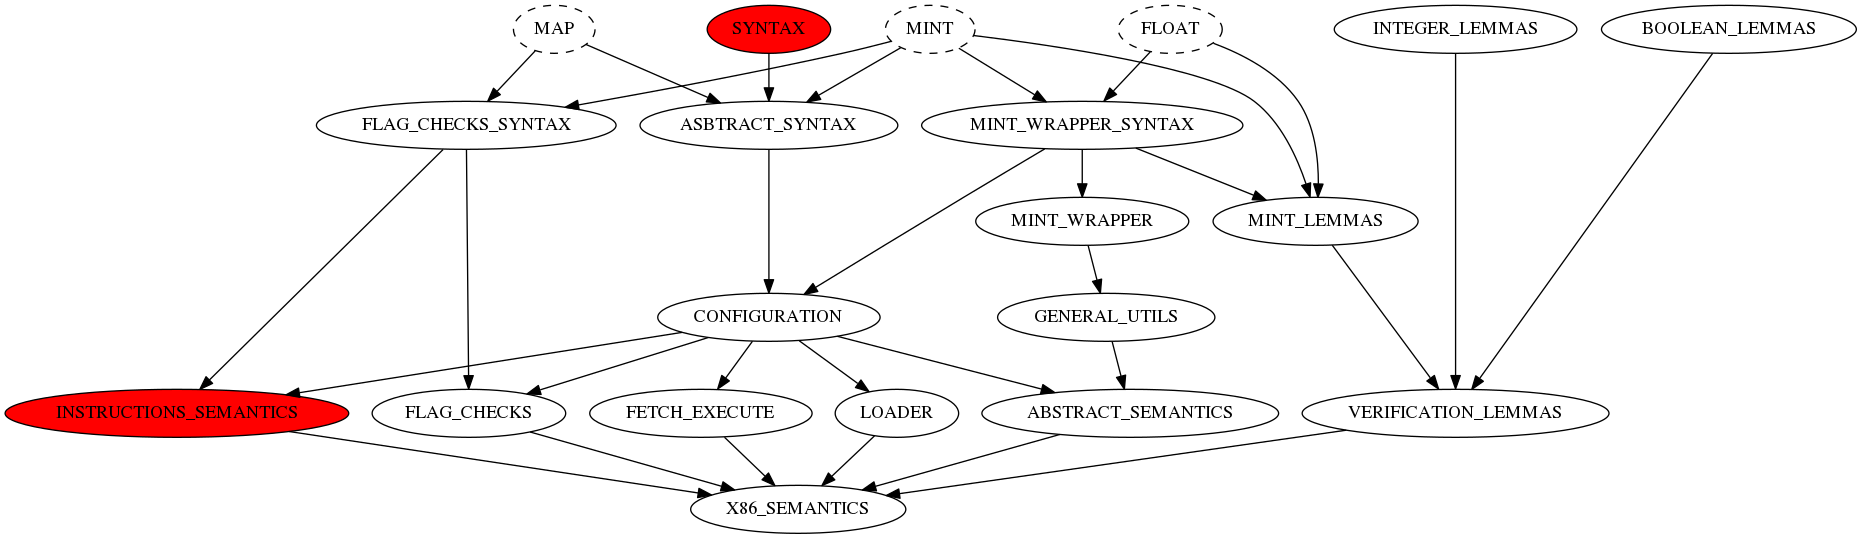 MAP
SYNTAX
MINT
FLOAT
INTEGER_LEMMAS
BOOLEAN_LEMMAS
FLAG_CHECKS_SYNTAX
ASBTRACT_SYNTAX
MINT_WRAPPER_SYNTAX
MINT_WRAPPER
MINT_LEMMAS
CONFIGURATION
GENERAL_UTILS
INSTRUCTIONS_SEMANTICS
FLAG_CHECKS
FETCH_EXECUTE
LOADER
ABSTRACT_SEMANTICS
VERIFICATION_LEMMAS
X86_SEMANTICS